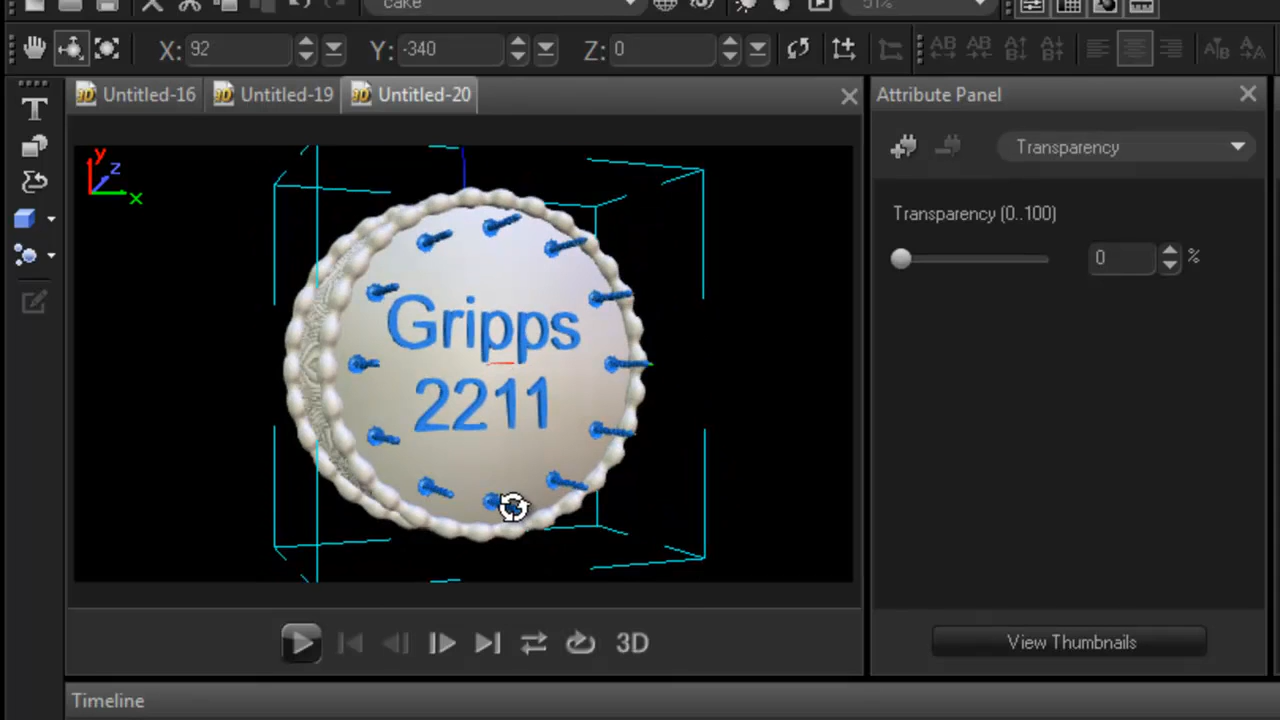 cake
51%
X: 92 Y: -340 Z: 0
Untitled-16 Untitled-19 Untitled-20
Attribute Panel
Transparency
Transparency (0..100)
0 %
y
z
x
Gripps
2211
3D
View Thumbnails
Timeline